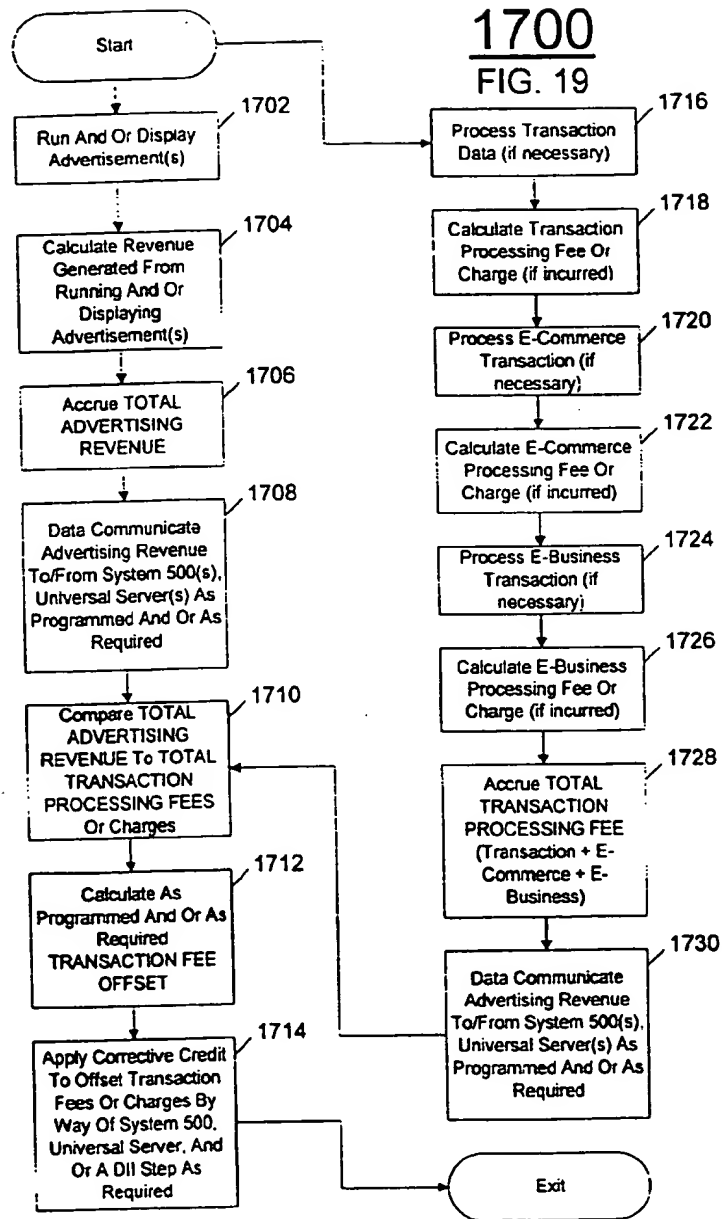 1700
FIG. 19
Start
1702
Run And Or Display
Advertisement(s)
1704
Calculate Revenue
Generated From
Running And Or
Displaying
Advertisement(s)
1706
Accrue TOTAL
ADVERTISING
REVENUE
1708
Data Communicate
Advertising Revenue
To/From System 500(s),
Universal Server(s) As
Programmed And Or As
Required
1710
Compare TOTAL
ADVERTISING
REVENUE To TOTAL
TRANSACTION
PROCESSING FEES
Or Charges
1712
Calculate As
Programmed And Or As
Required
TRANSACTION FEE
OFFSET
1714
Apply Corrective Credit
To Offset Transaction
Fees Or Charges By
Way Of System 500,
Universal Server, And
Or A DII Step As
Required
1716
Process Transaction
Data (if necessary)
1718
Calculate Transaction
Processing Fee Or
Charge (if incurred)
1720
Process E-Commerce
Transaction (if
necessary)
1722
Calculate E-Commerce
Processing Fee Or
Charge (if incurred)
1724
Process E-Business
Transaction (if
necessary)
1726
Calculate E-Business
Processing Fee Or
Charge (if incurred)
1728
Accrue TOTAL
TRANSACTION
PROCESSING FEE
(Transaction + E-
Commerce + E-
Business)
1730
Data Communicate
Advertising Revenue
To/From System 500(s),
Universal Server(s) As
Programmed And Or As
Required
Exit